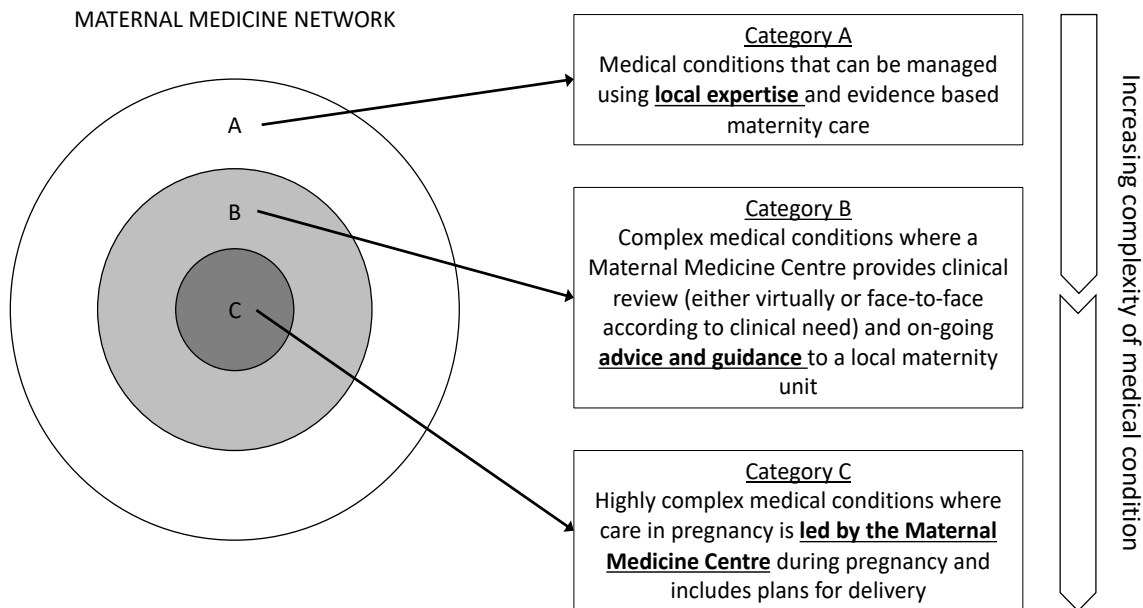 MATERNAL MEDICINE NETWORK
A
B
C
Category A
Medical conditions that can be managed
using local expertise and evidence based
maternity care
Category B
Complex medical conditions where a
Maternal Medicine Centre provides clinical
review (either virtually or face-to-face
according to clinical need) and on-going
advice and guidance to a local maternity
unit
Category C
Highly complex medical conditions where
care in pregnancy is led by the Maternal
Medicine Centre during pregnancy and
includes plans for delivery
Increasing complexity of medical condition